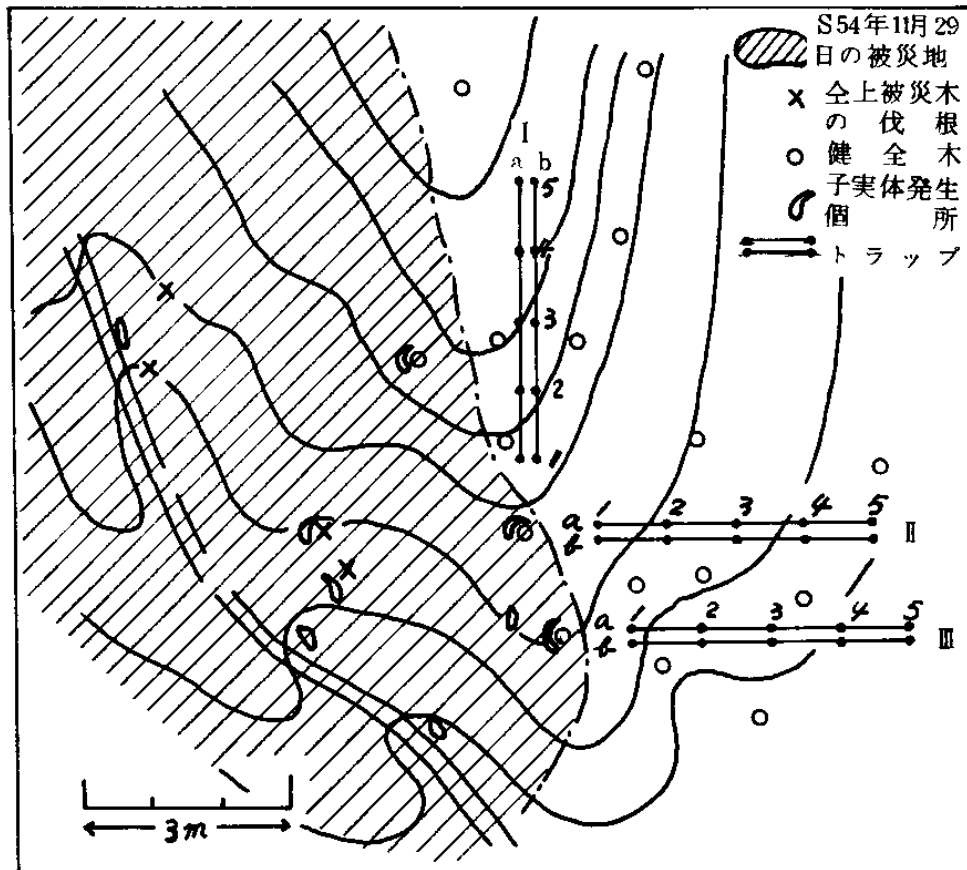 S54年11月29
日の被災地
仝上被災木
の伐根
健全木
子実体発生
個所
トラップ
I
a b
5
4
3
2
1
1 2 3 4 5
a
b
II
1 2 3 4 5
a
b
III
3m